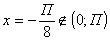 x = −П/8 ∉ (0; П)